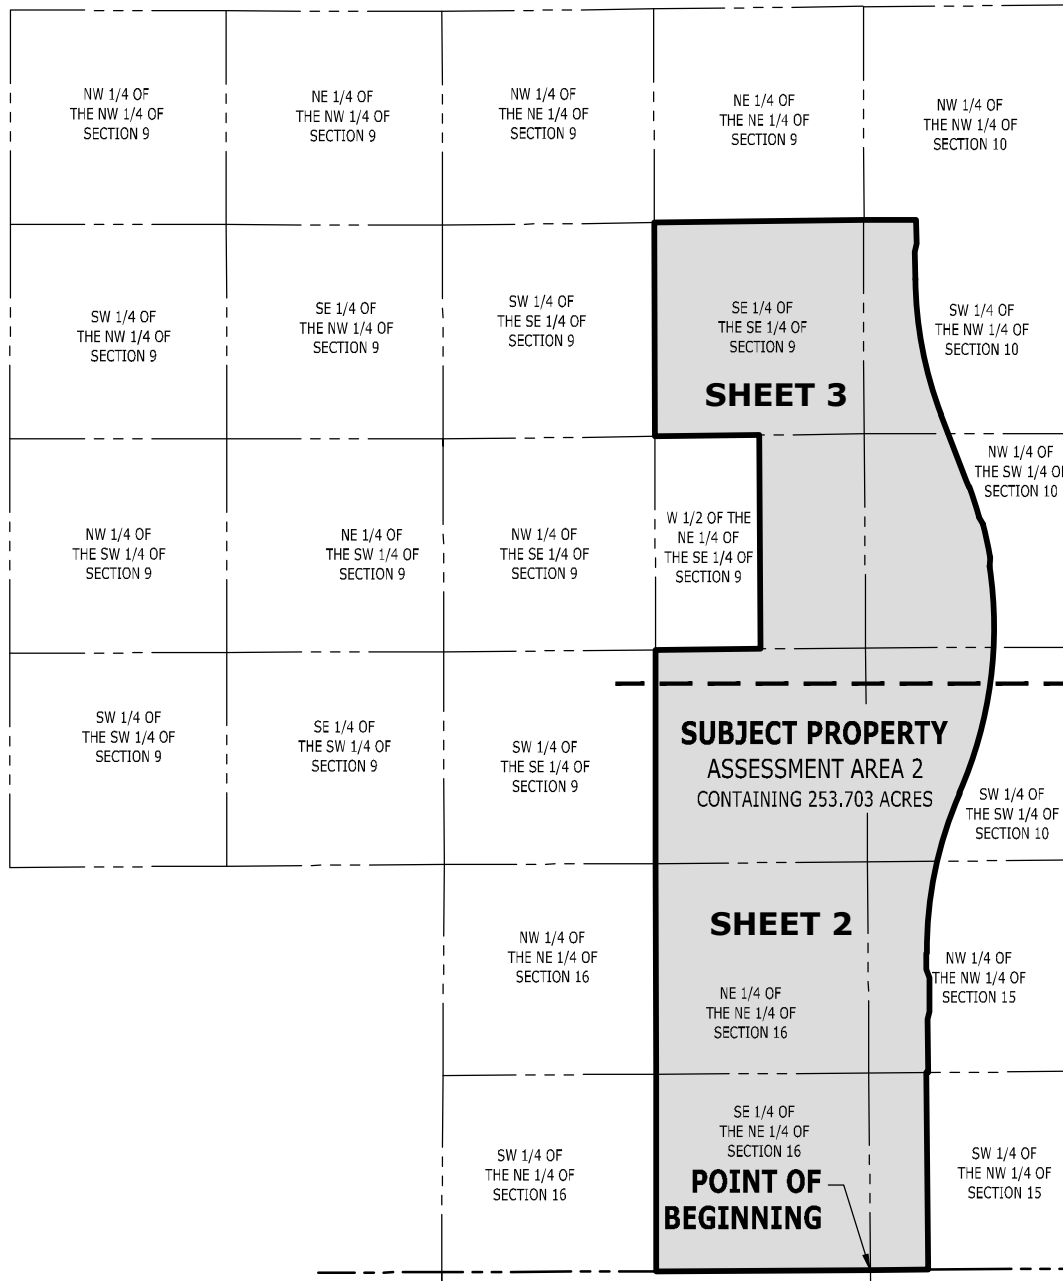 NW 1/4 OF
THE NW 1/4 OF
SECTION 9
NE 1/4 OF
THE NW 1/4 OF
SECTION 9
NW 1/4 OF
THE NE 1/4 OF
SECTION 9
NE 1/4 OF
THE NE 1/4 OF
SECTION 9
NW 1/4 OF
THE NW 1/4 OF
SECTION 10
SW 1/4 OF
THE NW 1/4 OF
SECTION 9
SE 1/4 OF
THE NW 1/4 OF
SECTION 9
SW 1/4 OF
THE SE 1/4 OF
SECTION 9
SE 1/4 OF
THE SE 1/4 OF
SECTION 9
SW 1/4 OF
THE NW 1/4 OF
SECTION 10
SHEET 3
NW 1/4 OF
THE SW 1/4 OF
SECTION 10
NW 1/4 OF
THE SW 1/4 OF
SECTION 9
NE 1/4 OF
THE SW 1/4 OF
SECTION 9
NW 1/4 OF
THE SE 1/4 OF
SECTION 9
W 1/2 OF THE
NE 1/4 OF
THE SE 1/4 OF
SECTION 9
SW 1/4 OF
THE SW 1/4 OF
SECTION 9
SE 1/4 OF
THE SW 1/4 OF
SECTION 9
SW 1/4 OF
THE SE 1/4 OF
SECTION 9
SUBJECT PROPERTY
ASSESSMENT AREA 2
CONTAINING 253.703 ACRES
SW 1/4 OF
THE SW 1/4 OF
SECTION 10
SHEET 2
NW 1/4 OF
THE NE 1/4 OF
SECTION 16
NE 1/4 OF
THE NE 1/4 OF
SECTION 16
NW 1/4 OF
THE NW 1/4 OF
SECTION 15
SW 1/4 OF
THE NE 1/4 OF
SECTION 16
SE 1/4 OF
THE NE 1/4 OF
SECTION 16
SW 1/4 OF
THE NW 1/4 OF
SECTION 15
POINT OF
BEGINNING